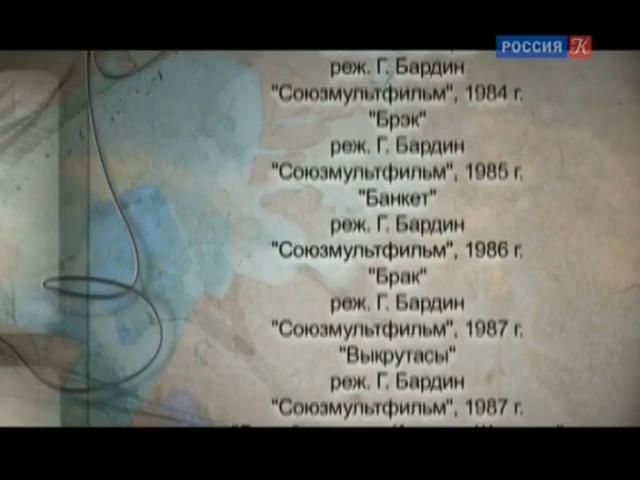 РОССИЯ К
реж. Г. Бардин
"Союзмультфильм", 1984 г.
"Брэк"
реж. Г. Бардин
"Союзмультфильм", 1985 г.
"Банкет"
реж. Г. Бардин
"Союзмультфильм", 1986 г.
"Брак"
реж. Г. Бардин
"Союзмультфильм", 1987 г.
"Выкрутасы"
реж. Г. Бардин
"Союзмультфильм", 1987 г.